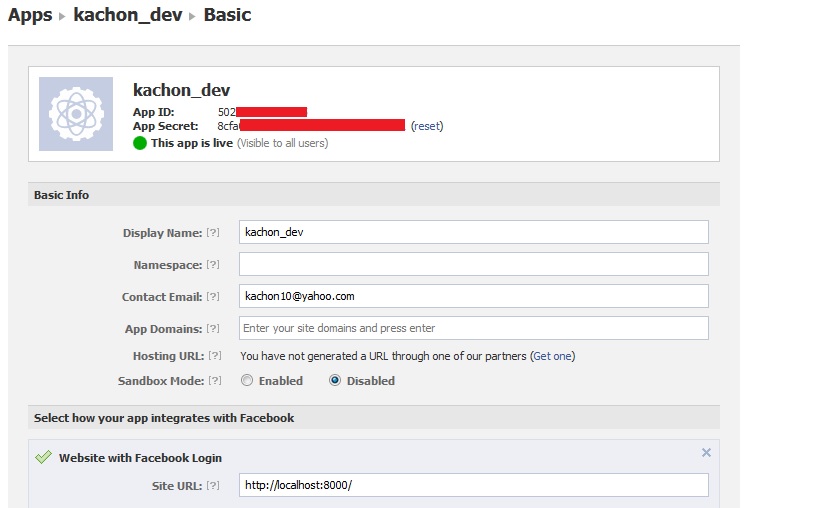 Apps ▸ kachon_dev ▸ Basic
kachon_dev
App ID: 502
App Secret: 8cfa (reset)
This app is live (Visible to all users)
Basic Info
Display Name: [?] kachon_dev
Namespace: [?]
Contact Email: [?] kachon10@yahoo.com
App Domains: [?] Enter your site domains and press enter
Hosting URL: [?] You have not generated a URL through one of our partners (Get one)
Sandbox Mode: [?] Enabled Disabled
Select how your app integrates with Facebook
Website with Facebook Login
Site URL: [?] http://localhost:8000/